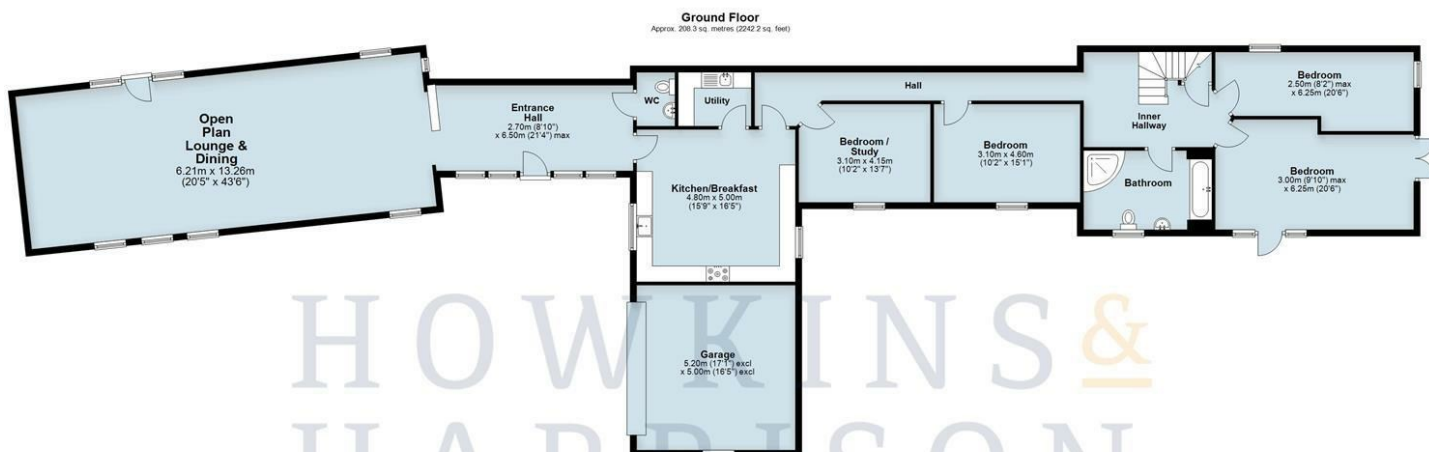 Ground Floor
Approx. 208.3 sq. metres (2242.2 sq. feet)
Open
Plan
Lounge &
Dining
6.21m x 13.26m
(20'5" x 43'6")
Entrance
Hall
2.70m (8'10")
x 6.50m (21'4") max
WC
Utility
Hall
Kitchen/Breakfast
4.80m x 5.00m
(15'9" x 16'5")
Bedroom /
Study
3.10m x 4.15m
(10'2" x 13'7")
Bedroom
3.10m x 4.60m
(10'2" x 15'1")
Inner
Hallway
Bathroom
Bedroom
2.50m (8'2") max
x 6.25m (20'6")
Bedroom
3.00m (9'10") max
x 6.25m (20'6")
Garage
5.20m (17'1") excl
x 5.00m (16'5") excl
HOWKINS &
HARRISON